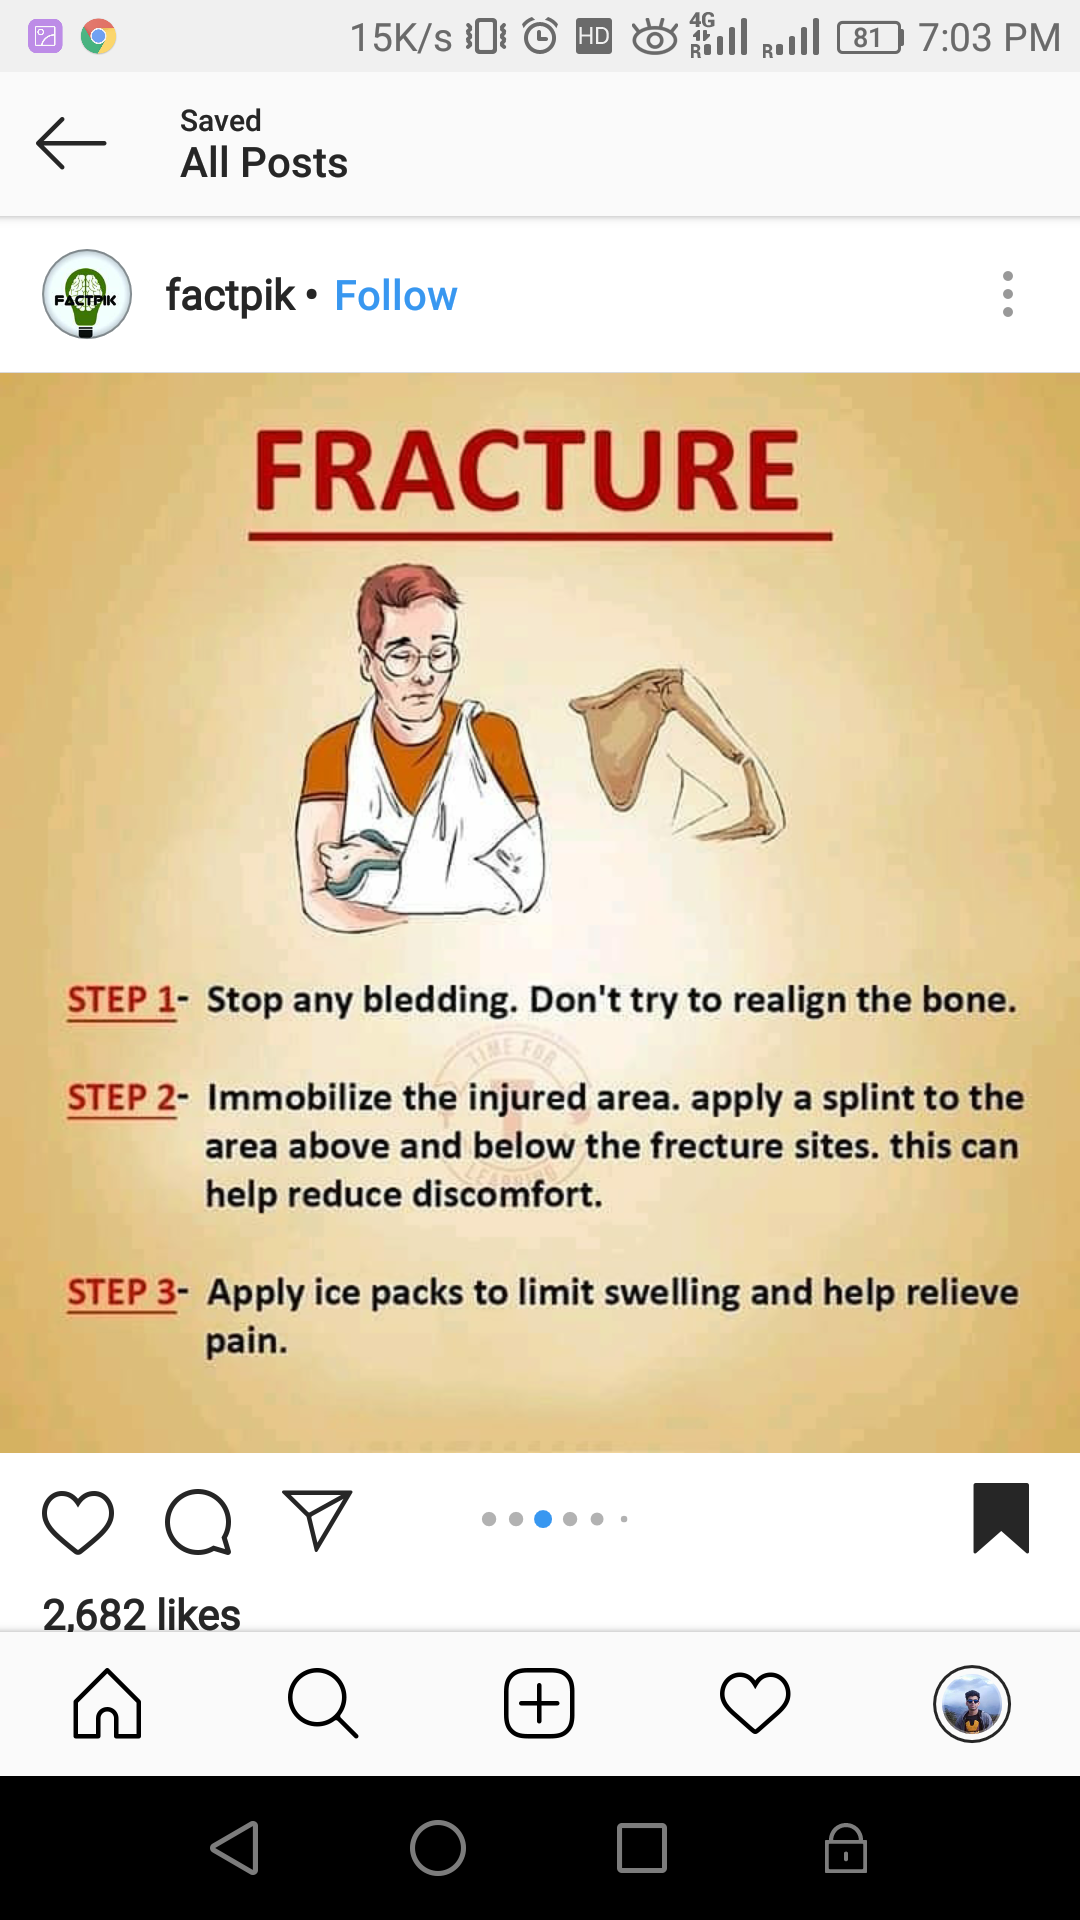 15K/s HD 4G R R 81 7:03 PM
Saved
All Posts
FACTPIK
factpik • Follow
FRACTURE
STEP 1- Stop any bledding. Don't try to realign the bone.
TIME FOR
STEP 2- Immobilize the injured area. apply a splint to the
area above and below the frecture sites. this can
LEARNING
help reduce discomfort.
STEP 3- Apply ice packs to limit swelling and help relieve
pain.
2,682 likes